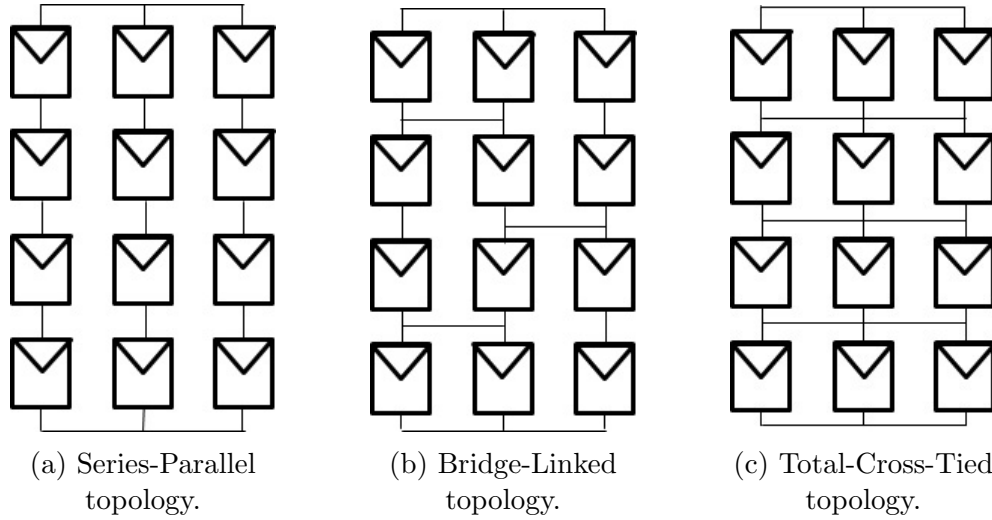 (a) Series-Parallel
topology.
(b) Bridge-Linked
topology.
(c) Total-Cross-Tied
topology.